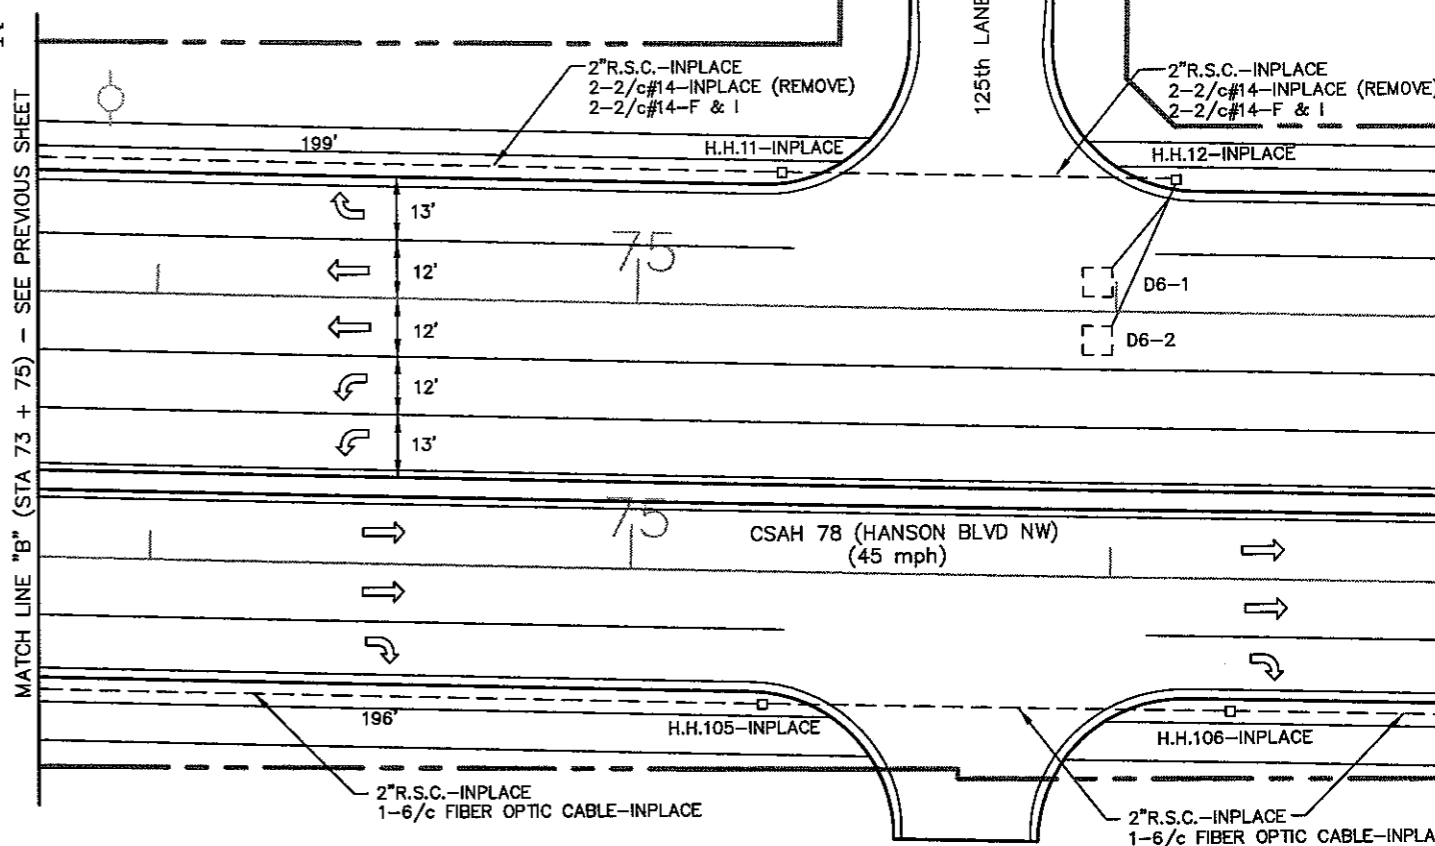 MATCH LINE "B" (STA 73 + 75) – SEE PREVIOUS SHEET
125th LANE
2"R.S.C.–INPLACE
2–2/c#14–INPLACE (REMOVE)
2–2/c#14–F & I
2"R.S.C.–INPLACE
2–2/c#14–INPLACE (REMOVE)
2–2/c#14–F & I
199'
H.H.11–INPLACE
H.H.12–INPLACE
13'
12'
75
D6–1
12'
D6–2
12'
13'
75
CSAH 78 (HANSON BLVD NW)
(45 mph)
196'
H.H.105–INPLACE
H.H.106–INPLACE
2"R.S.C.–INPLACE
1–6/c FIBER OPTIC CABLE–INPLACE
2"R.S.C.–INPLACE
1–6/c FIBER OPTIC CABLE–INPLA